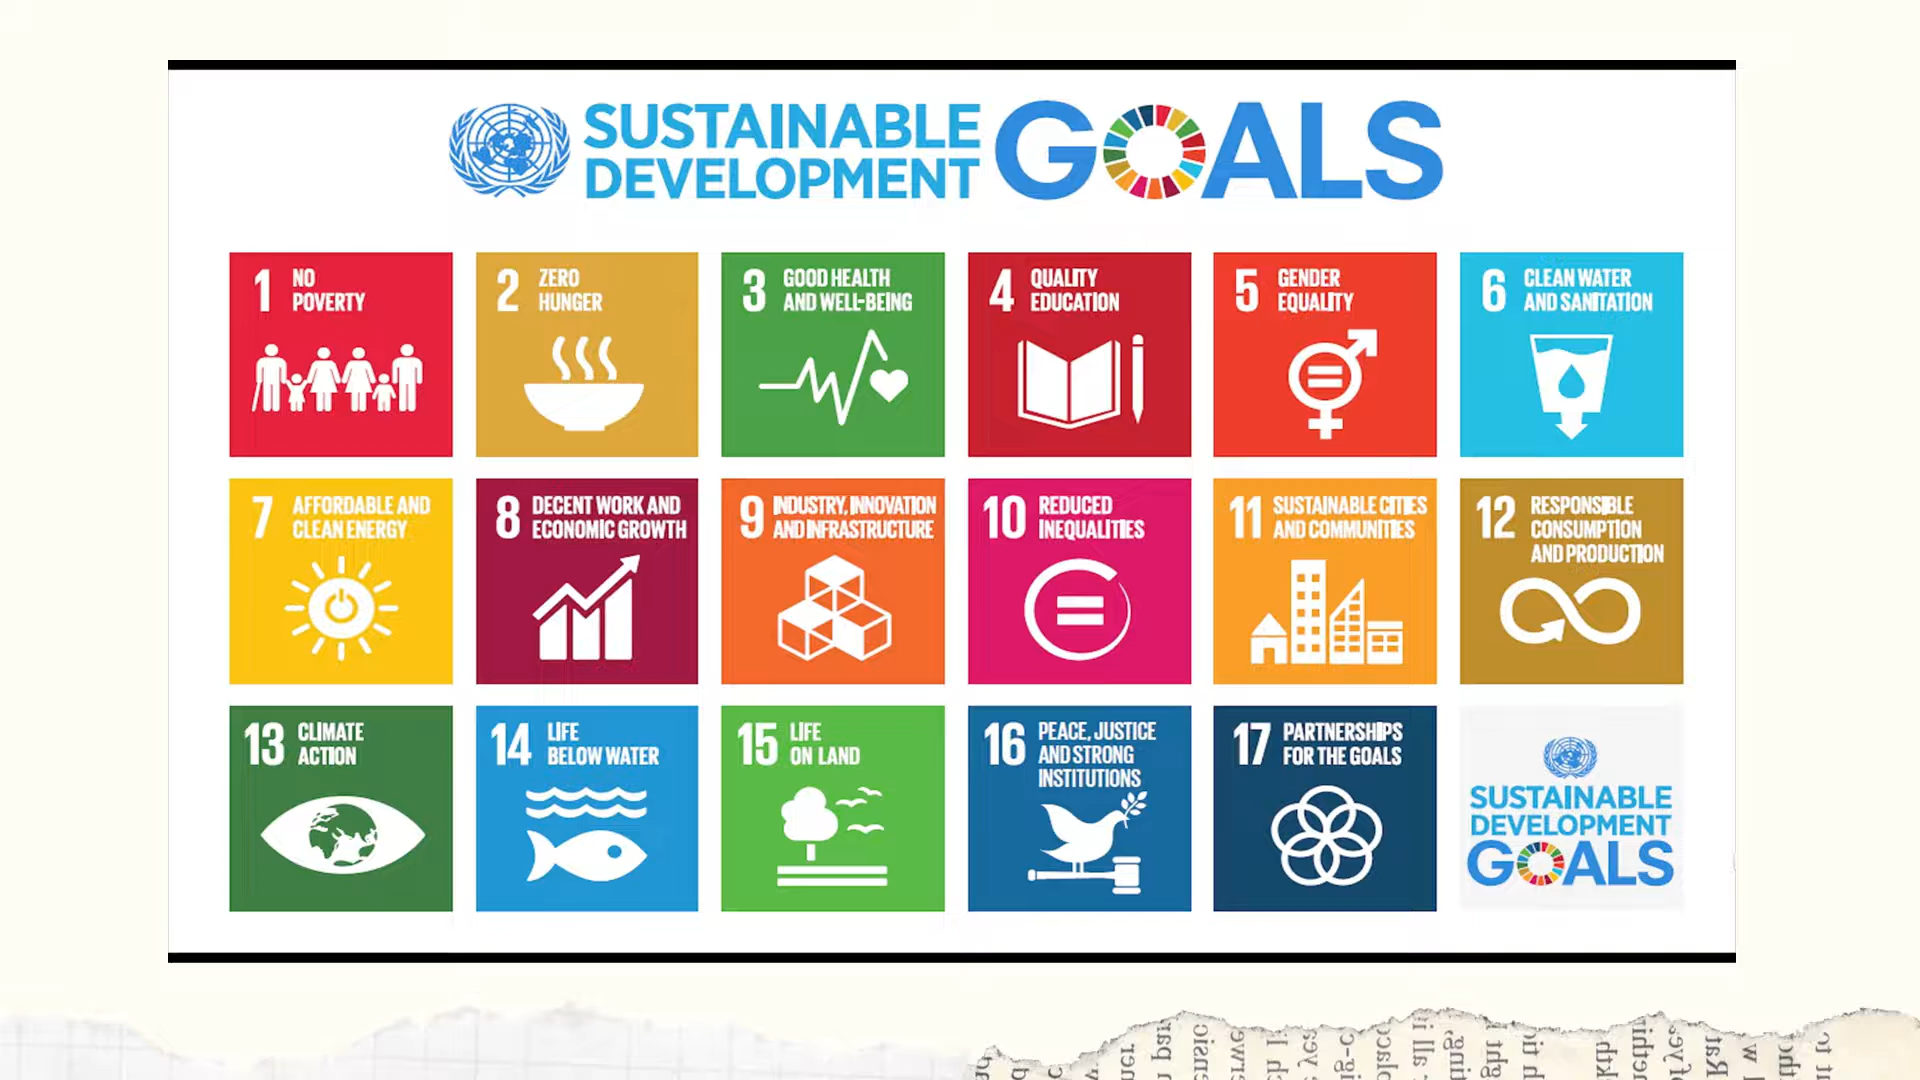 SUSTAINABLE
DEVELOPMENT
GOALS
1 NO
POVERTY
2 ZERO
HUNGER
3 GOOD HEALTH
AND WELL-BEING
4 QUALITY
EDUCATION
5 GENDER
EQUALITY
6 CLEAN WATER
AND SANITATION
7 AFFORDABLE AND
CLEAN ENERGY
8 DECENT WORK AND
ECONOMIC GROWTH
9 INDUSTRY, INNOVATION
AND INFRASTRUCTURE
10 REDUCED
INEQUALITIES
11 SUSTAINABLE CITIES
AND COMMUNITIES
12 RESPONSIBLE
CONSUMPTION
AND PRODUCTION
13 CLIMATE
ACTION
14 LIFE
BELOW WATER
15 LIFE
ON LAND
16 PEACE, JUSTICE
AND STRONG
INSTITUTIONS
17 PARTNERSHIPS
FOR THE GOALS
SUSTAINABLE
DEVELOPMENT
GOALS